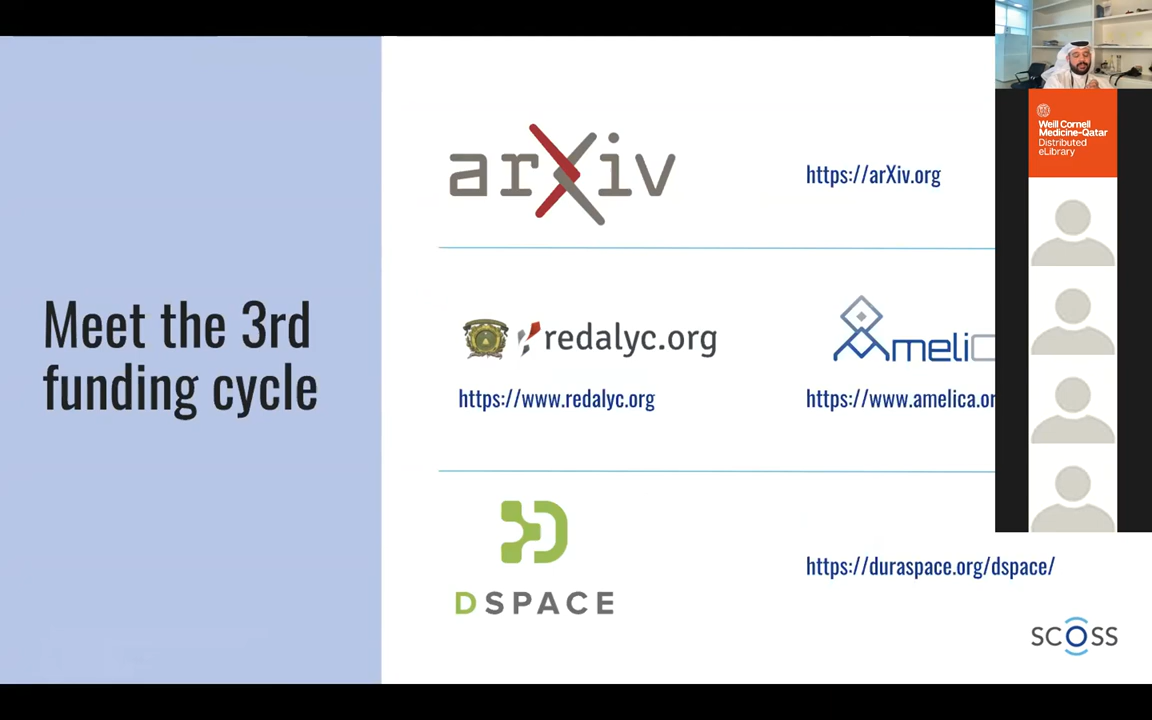 Meet the 3rd
funding cycle
arXiv
https://arXiv.org
redalyc.org
https://www.redalyc.org
Ameli
https://www.amelica.or
DSPACE
https://duraspace.org/dspace/
SCOSS
Weill Cornell
Medicine-Qatar
Distributed
eLibrary